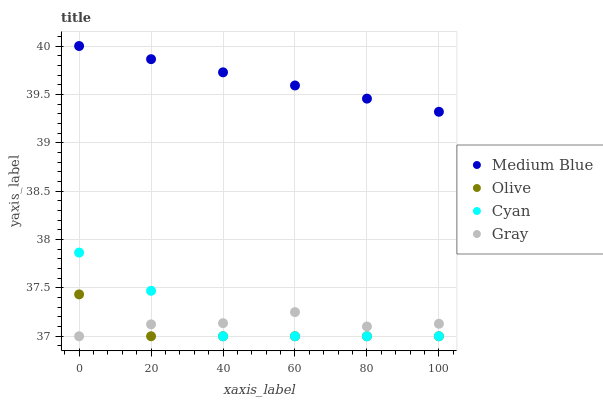 title
40
39.5
39
38.5
38
37.5
37
0 20 40 60 80 100
xaxis_label
yaxis_label
Medium Blue
Olive
Cyan
Gray